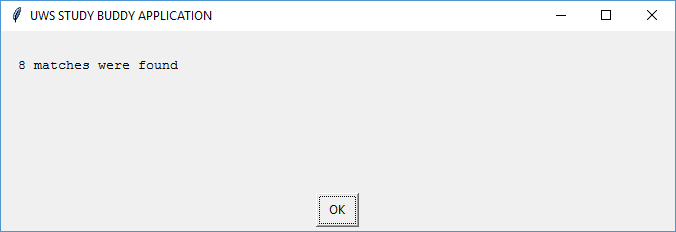 UWS STUDY BUDDY APPLICATION
8 matches were found
OK